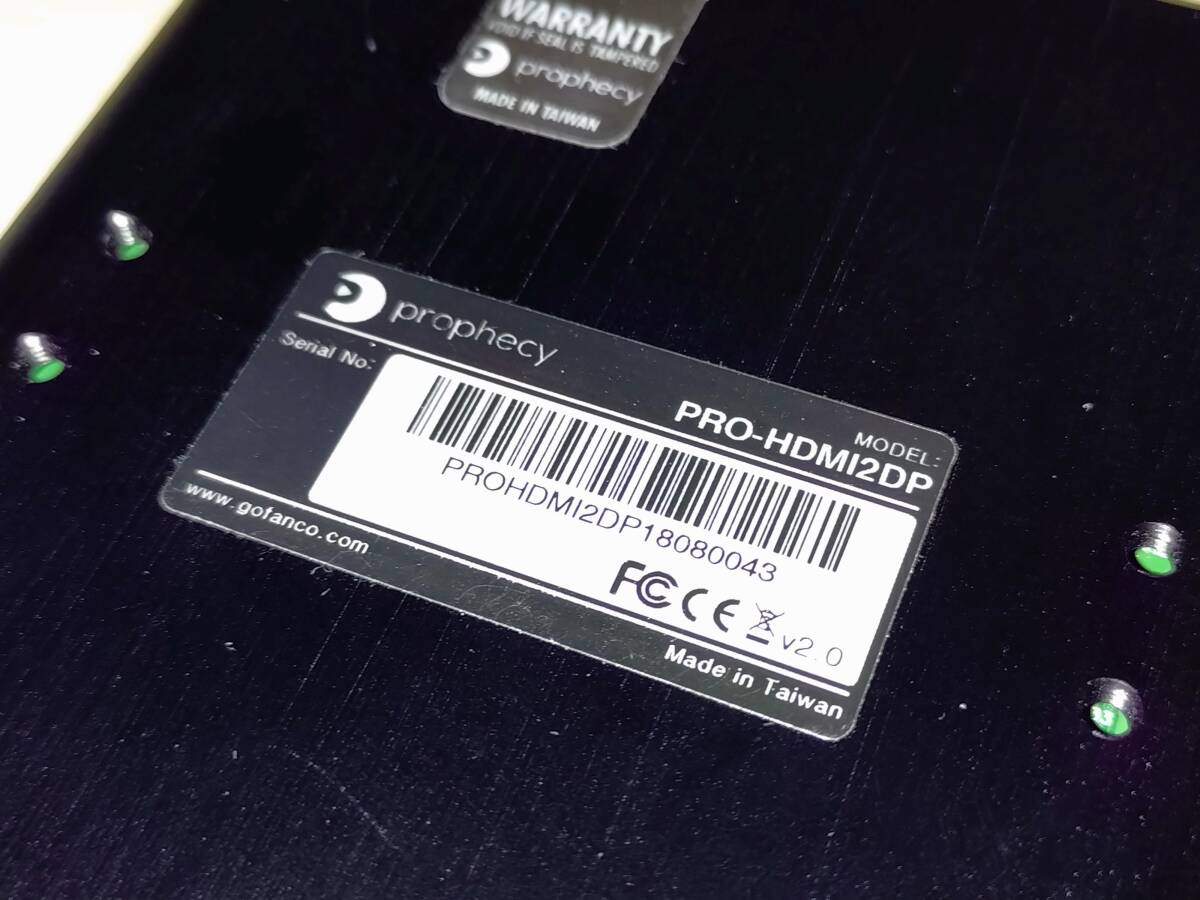 WARRANTY
VOID IF SEAL IS TAMPERED
prophecy
MADE IN TAIWAN
prophecy
MODEL:
PRO-HDMI2DP
Serial No:
PROHDMI2DP18080043
FC CE v2.0
www.gofanco.com
Made in Taiwan